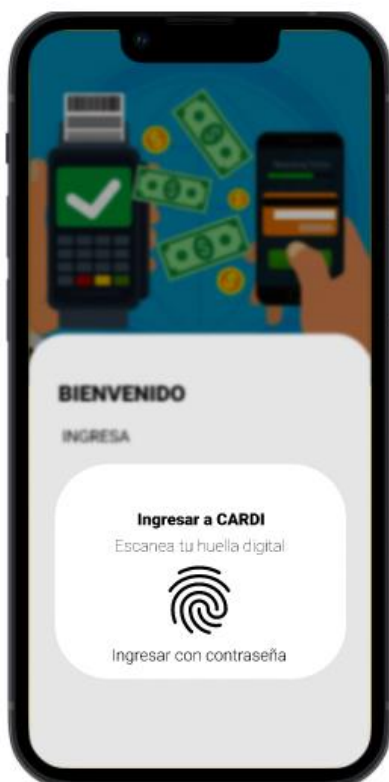 BIENVENIDO
INGRESA
Ingresar a CARDI
Escanea tu huella digital
Ingresar con contraseña